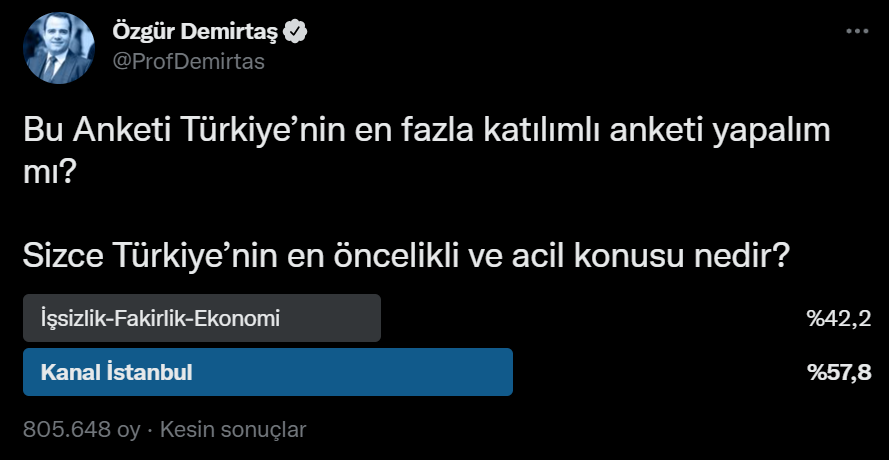 Özgür Demirtaş
@ProfDemirtas
Bu Anketi Türkiye’nin en fazla katılımlı anketi yapalım
mı?
Sizce Türkiye’nin en öncelikli ve acil konusu nedir?
İşsizlik-Fakirlik-Ekonomi %42,2
Kanal İstanbul %57,8
805.648 oy · Kesin sonuçlar